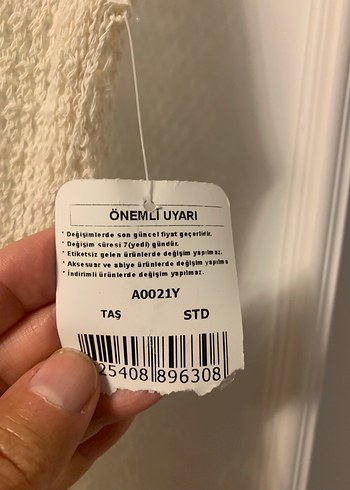 ÖNEMLİ UYARI
* Değişimlerde son güncel fiyat geçerlidir.
* Değişim süresi 7(yedi) gündür.
* Etiketsiz gelen ürünlerde değişim yapılmaz.
* Aksesuar ve abiye ürünlerde değişim yapılma
* İndirimli ürünlerde değişim yapılmaz.
A0021Y
TAŞ STD
25408 896308